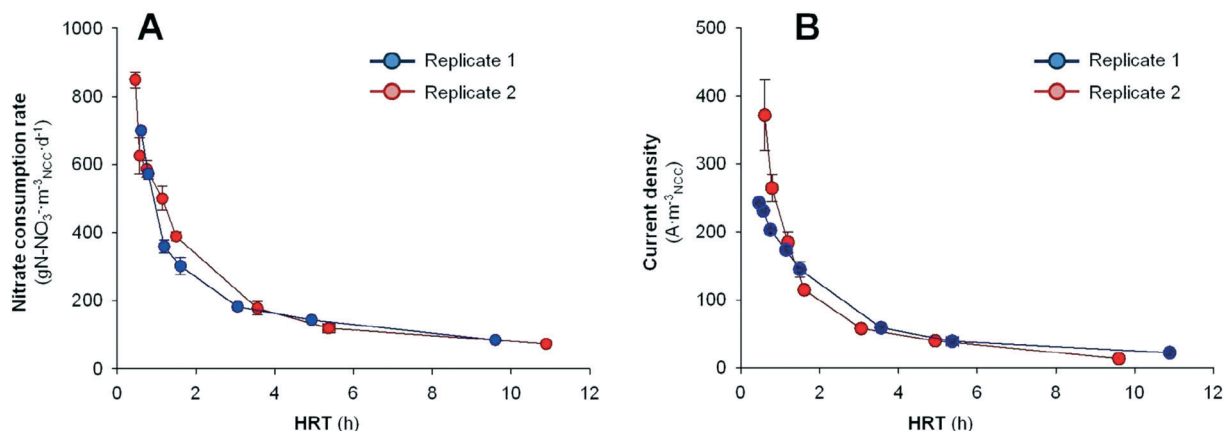 A
Nitrate consumption rate
(gN-NO₃⁻·m⁻³NCC·d⁻¹)
1000
800
600
400
200
0
Replicate 1
Replicate 2
0 2 4 6 8 10 12
HRT (h)
B
Current density
(A·m⁻³NCC)
500
400
300
200
100
0
Replicate 1
Replicate 2
0 2 4 6 8 10 12
HRT (h)